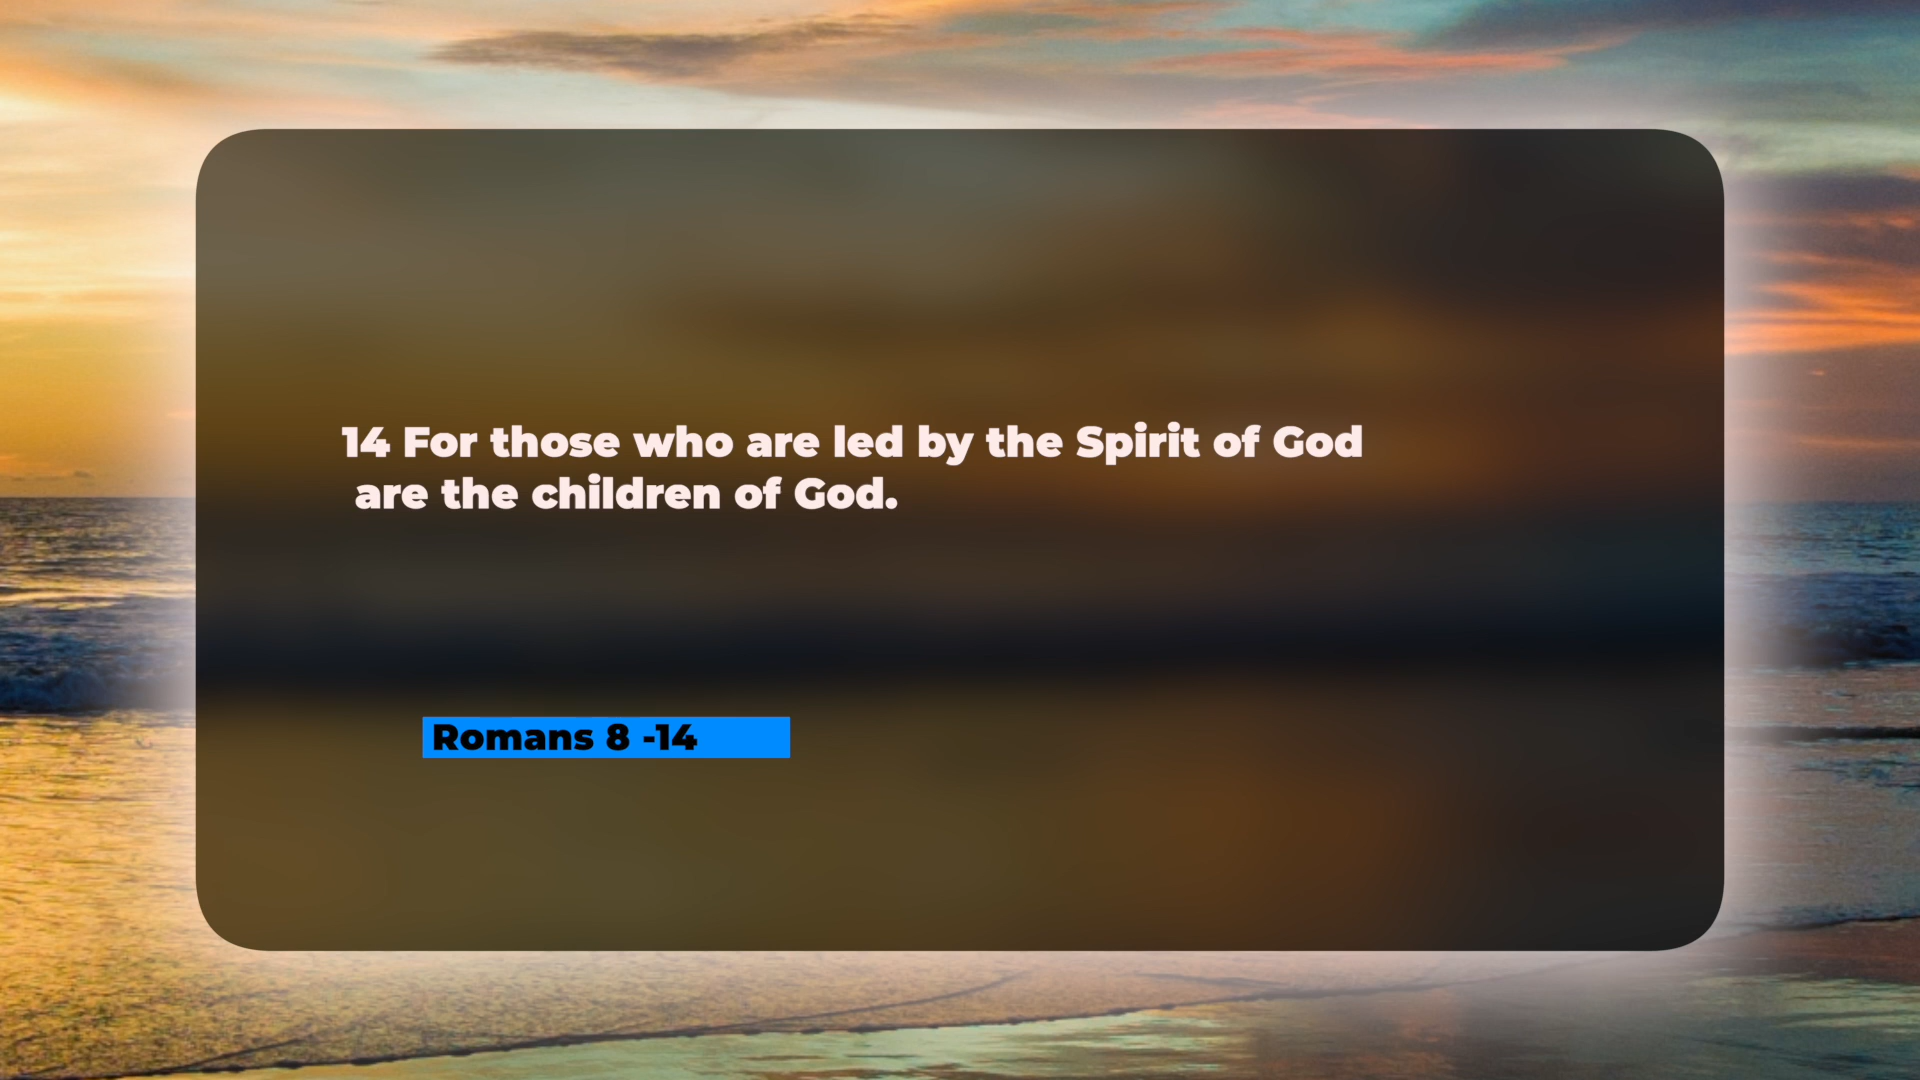 14 For those who are led by the Spirit of God
are the children of God.
Romans 8 -14